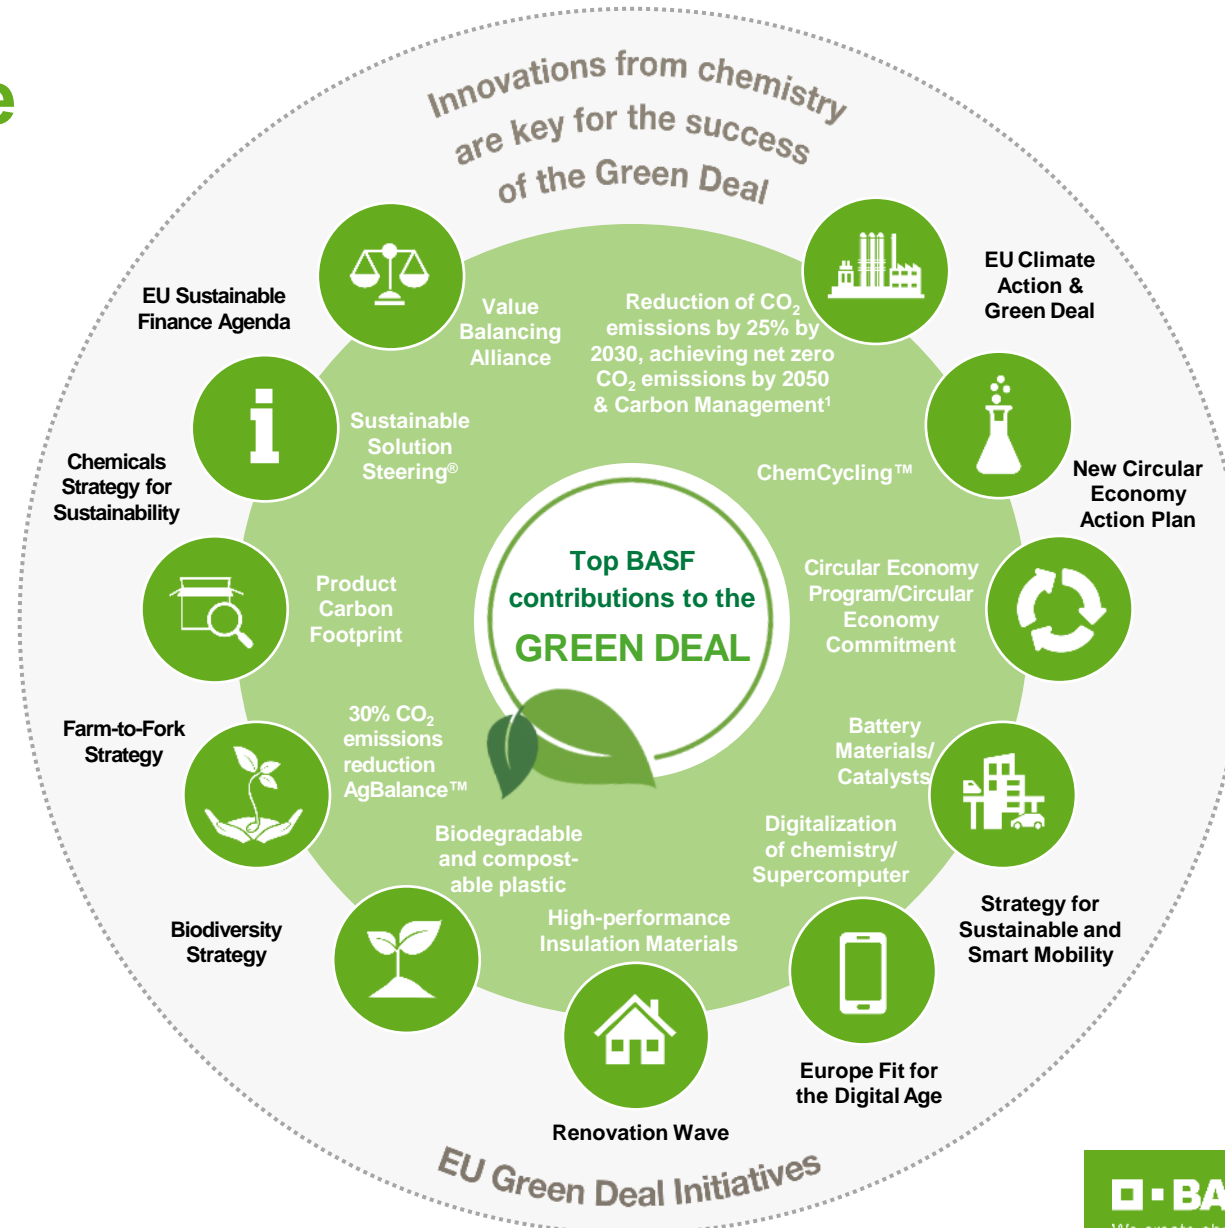 Innovations from chemistry
are key for the success
of the Green Deal
EU Climate
Action &
Green Deal
EU Sustainable
Finance Agenda
Value
Balancing
Alliance
Reduction of CO₂
emissions by 25% by
2030, achieving net zero
CO₂ emissions by 2050
& Carbon Management¹
Sustainable
Solution
Steering®
ChemCycling™
Chemicals
Strategy for
Sustainability
New Circular
Economy
Action Plan
Top BASF
contributions to the
GREEN DEAL
Product
Carbon
Footprint
Circular Economy
Program/Circular
Economy
Commitment
Farm-to-Fork
Strategy
30% CO₂
emissions
reduction
AgBalance™
Battery
Materials/
Catalysts
Biodegradable
and compost-
able plastic
Digitalization
of chemistry/
Supercomputer
Biodiversity
Strategy
High-performance
Insulation Materials
Strategy for
Sustainable and
Smart Mobility
Europe Fit for
the Digital Age
Renovation Wave
EU Green Deal Initiatives